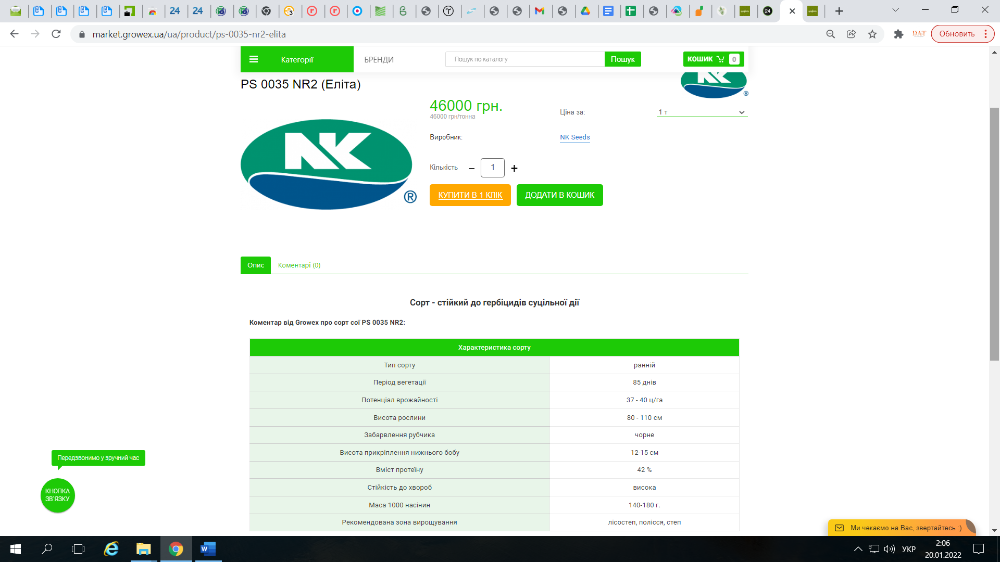 24
24
3
24
market.growex.ua/ua/product/ps-0035-nr2-elita
DAT
Обновить
Категорії
БРЕНДИ
Пошук по каталогу
Пошук
КОШИК 0
PS 0035 NR2 (Еліта)
NK
®
46000 грн.
46000 грн/тонна
Ціна за:
1 т
Виробник:
NK Seeds
NK
®
Кількість
–
1
+
КУПИТИ В 1 КЛІК
ДОДАТИ В КОШИК
Опис
Коментарі (0)
Сорт - стійкий до гербіцидів суцільної дії
Коментар від Growex про сорт сої PS 0035 NR2:
Характеристика сорту
Тип сорту ранній
Період вегетації 85 днів
Потенціал врожайності 37 - 40 ц/га
Висота рослини 80 - 110 см
Забарвлення рубчика чорне
Висота прикріплення нижнього бобу 12-15 см
Вміст протеїну 42 %
Стійкість до хвороб висока
Маса 1000 насінин 140-180 г.
Рекомендована зона вирощування лісостеп, полісся, степ
Передзвонимо у зручний час
КНОПКА
ЗВ'ЯЗКУ
Ми чекаємо на Вас, звертайтесь :)
УКР
2:06
20.01.2022